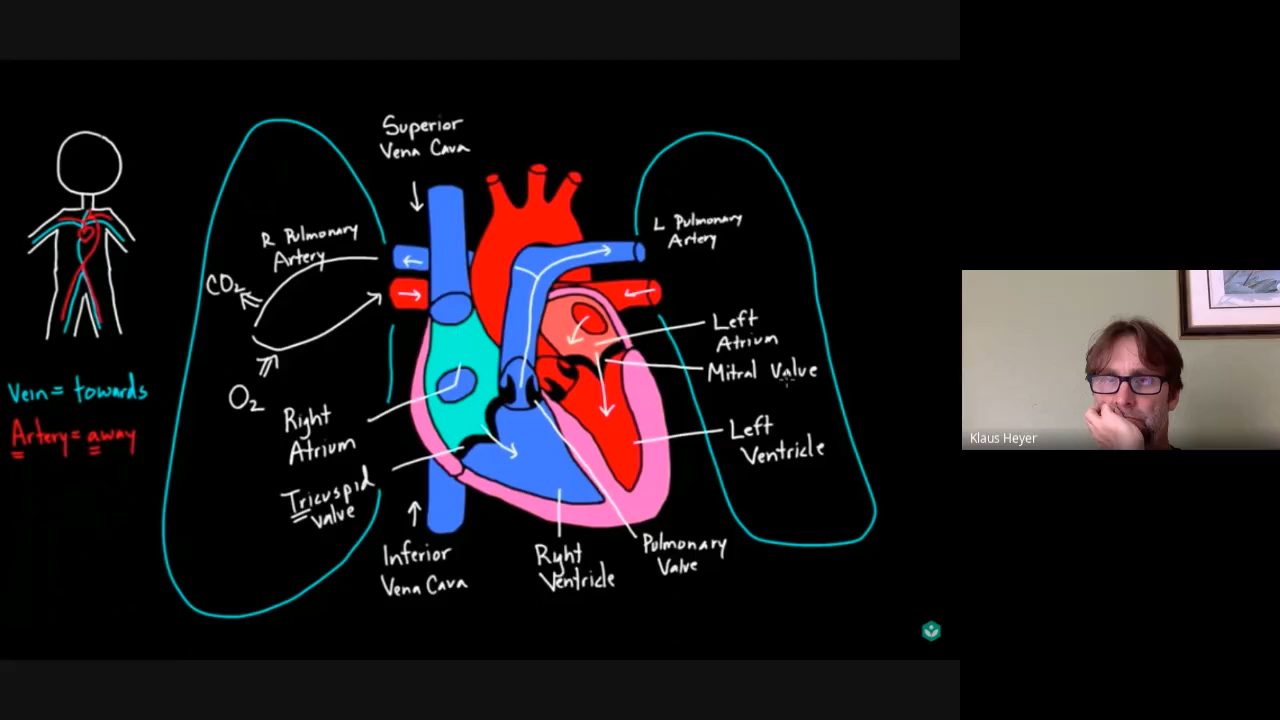 Superior
Vena Cava
R Pulmonary
Artery
L Pulmonary
Artery
CO2
O2
Vein = towards
Artery = away
Left
Atrium
Mitral Valve
Right
Atrium
Left
Ventricle
Tricuspid
valve
Inferior
Vena Cava
Right
Ventricle
Pulmonary
Valve
Klaus Heyer